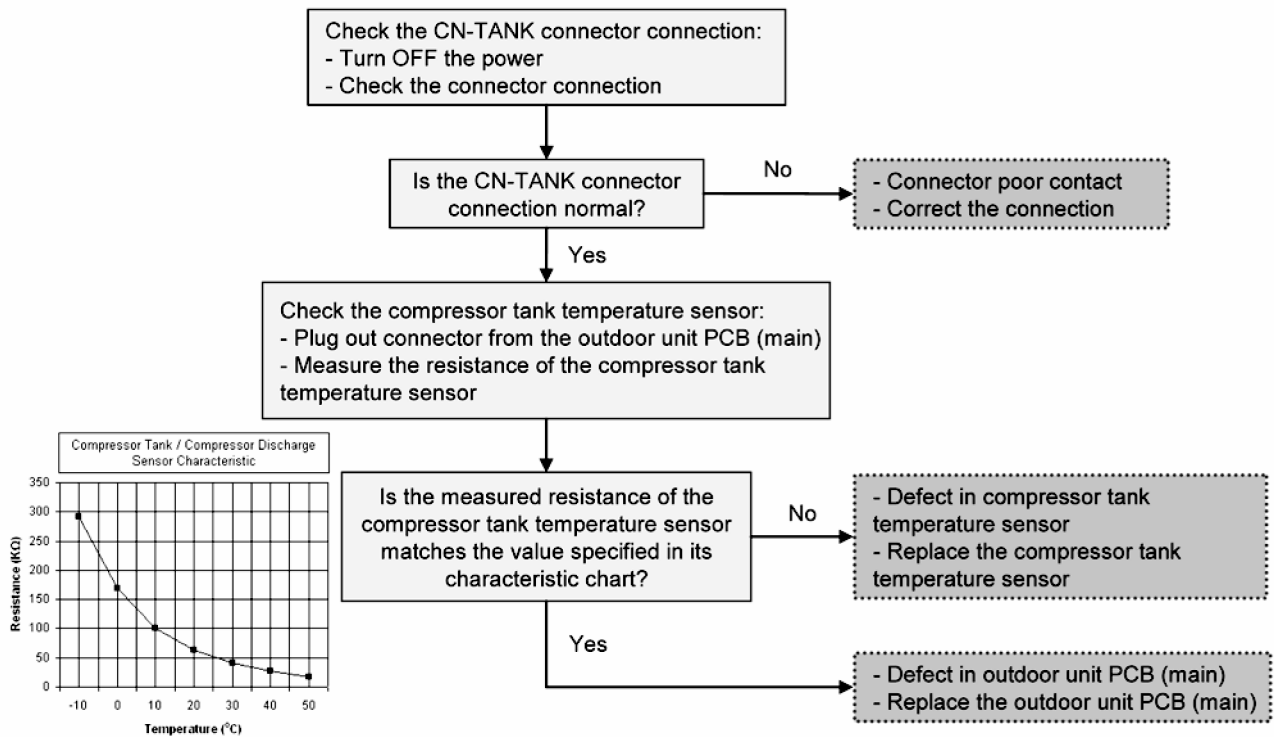 Check the CN-TANK connector connection:
- Turn OFF the power
- Check the connector connection
Is the CN-TANK connector
connection normal?
No
- Connector poor contact
- Correct the connection
Yes
Check the compressor tank temperature sensor:
- Plug out connector from the outdoor unit PCB (main)
- Measure the resistance of the compressor tank
temperature sensor
Compressor Tank / Compressor Discharge
Sensor Characteristic
350
300
250
200
150
100
50
0
Resistance (KΩ)
-10 0 10 20 30 40 50
Temperature (°C)
Is the measured resistance of the
compressor tank temperature sensor
matches the value specified in its
characteristic chart?
No
- Defect in compressor tank
temperature sensor
- Replace the compressor tank
temperature sensor
Yes
- Defect in outdoor unit PCB (main)
- Replace the outdoor unit PCB (main)